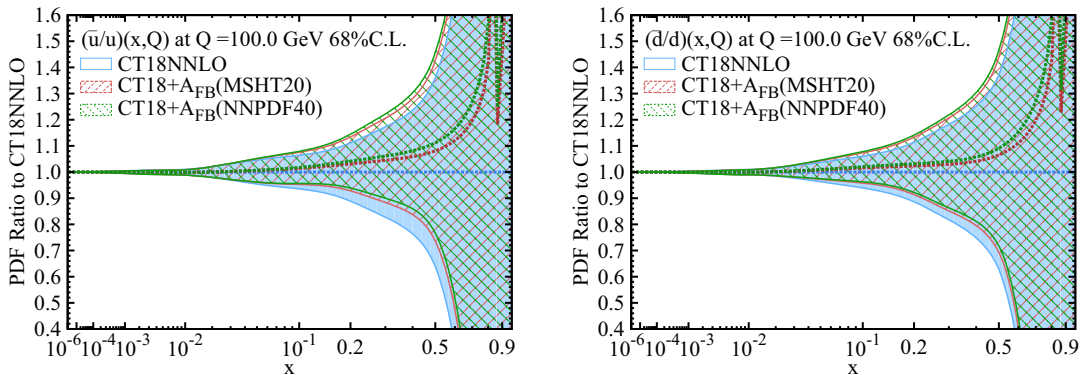 (ū/u)(x,Q) at Q =100.0 GeV 68%C.L.
CT18NNLO
CT18+A_FB(MSHT20)
CT18+A_FB(NNPDF40)
PDF Ratio to CT18NNLO
1.6
1.5
1.4
1.3
1.2
1.1
1.0
0.9
0.8
0.7
0.6
0.5
0.4
10^-6 10^-4 10^-3 10^-2 10^-1 0.2 0.5 0.9
x
(d̄/d)(x,Q) at Q =100.0 GeV 68%C.L.
CT18NNLO
CT18+A_FB(MSHT20)
CT18+A_FB(NNPDF40)
PDF Ratio to CT18NNLO
1.6
1.5
1.4
1.3
1.2
1.1
1.0
0.9
0.8
0.7
0.6
0.5
0.4
10^-6 10^-4 10^-3 10^-2 10^-1 0.2 0.5 0.9
x